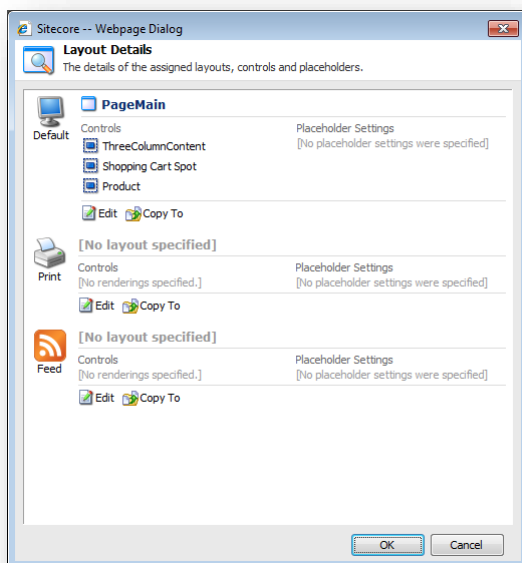 Sitecore -- Webpage Dialog
Layout Details
The details of the assigned layouts, controls and placeholders.
Default
PageMain
Controls
Placeholder Settings
ThreeColumnContent
[No placeholder settings were specified]
Shopping Cart Spot
Product
Edit Copy To
Print
[No layout specified]
Controls
Placeholder Settings
[No renderings specified.]
[No placeholder settings were specified]
Edit Copy To
Feed
[No layout specified]
Controls
Placeholder Settings
[No renderings specified.]
[No placeholder settings were specified]
Edit Copy To
OK
Cancel